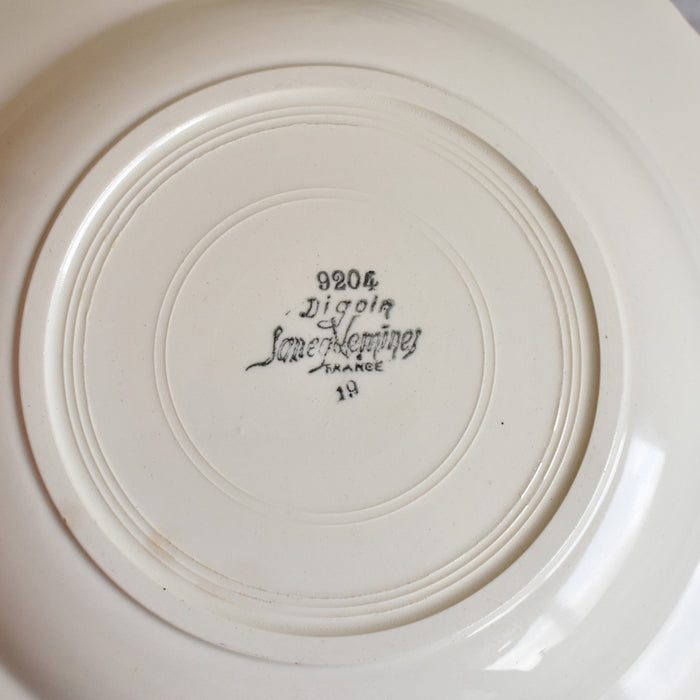 9204
Digoin
Sarreguemines
FRANCE
19